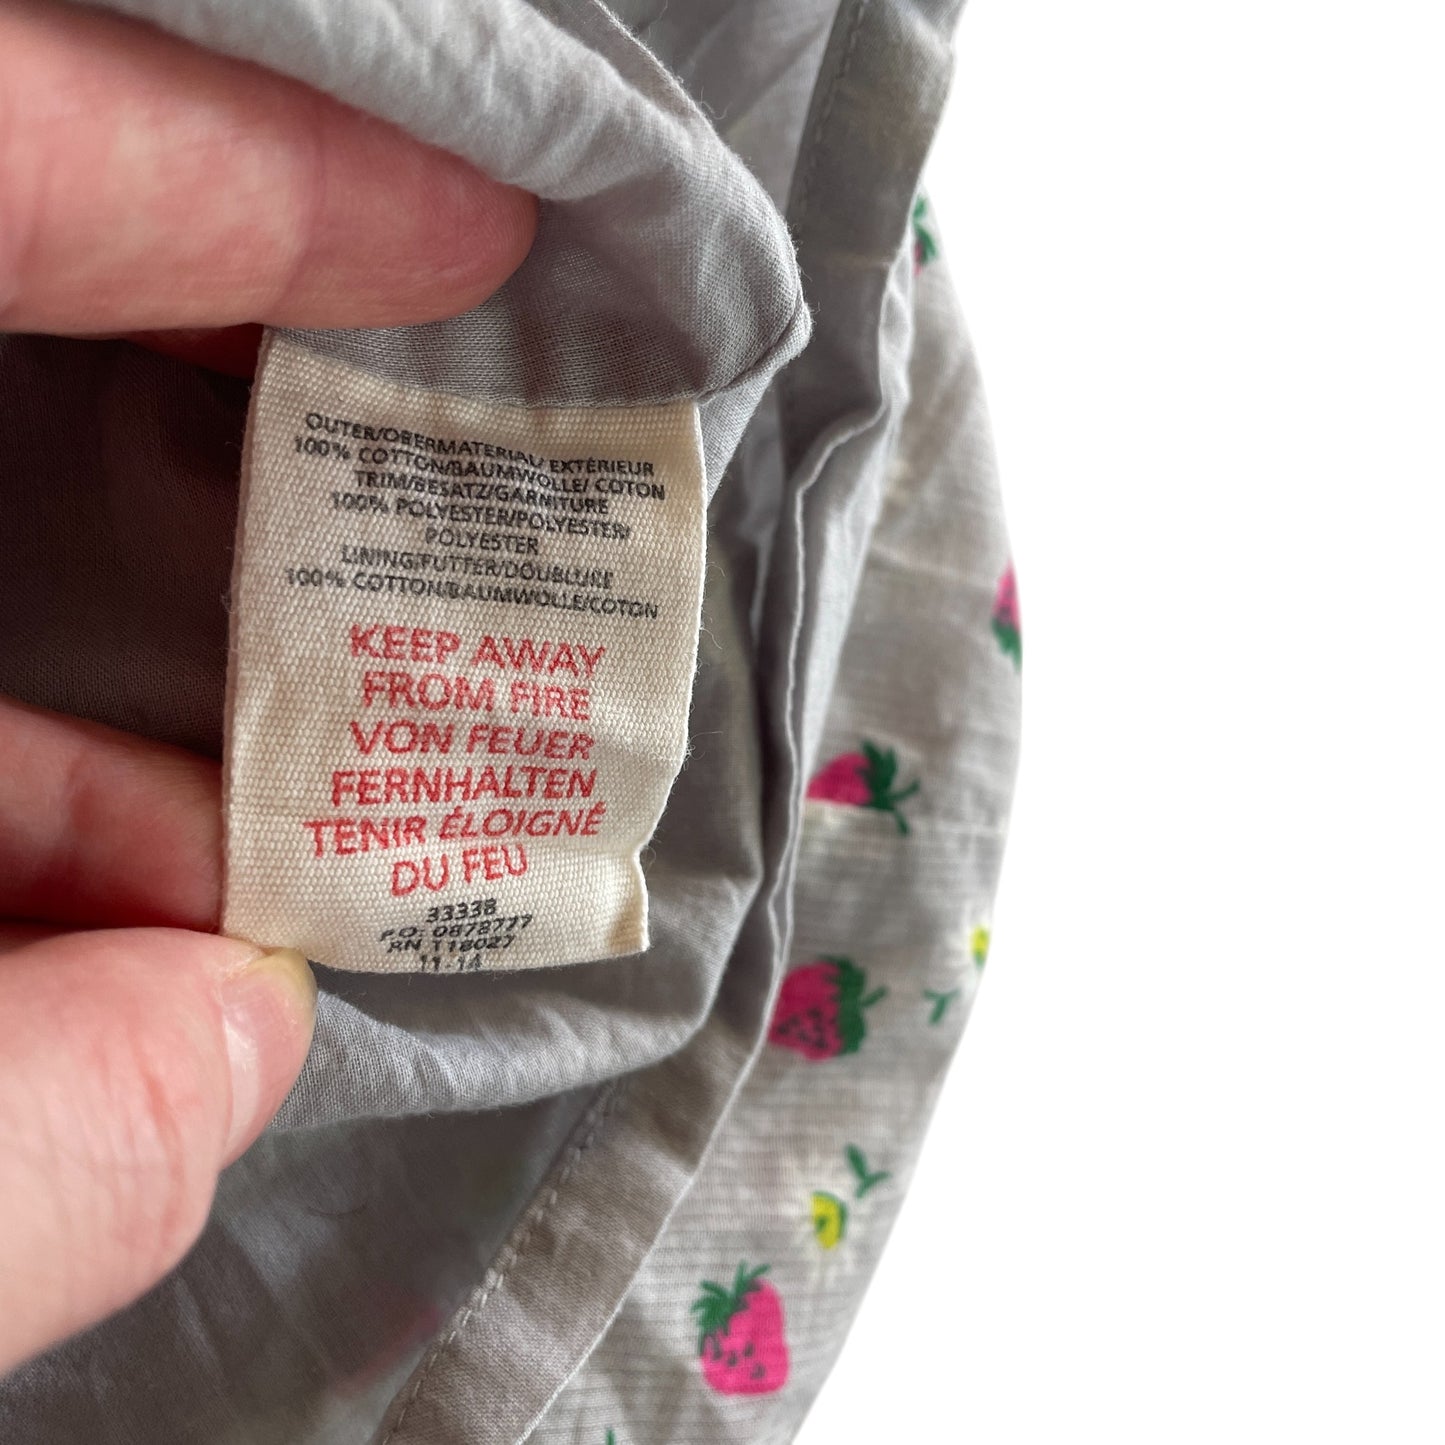 OUTER/OBERMATERIAL/ EXTÉRIEUR
100% COTTON/BAUMWOLLE/ COTON
TRIM/BESATZ/GARNITURE
100% POLYESTER/POLYESTER/
POLYESTER
LINING/FUTTER/DOUBLURE
100% COTTON/BAUMWOLLE/COTON
KEEP AWAY
FROM FIRE
VON FEUER
FERNHALTEN
TENIR ÉLOIGNÉ
DU FEU
33338
P.O: 0878777
RN 118027
11-14